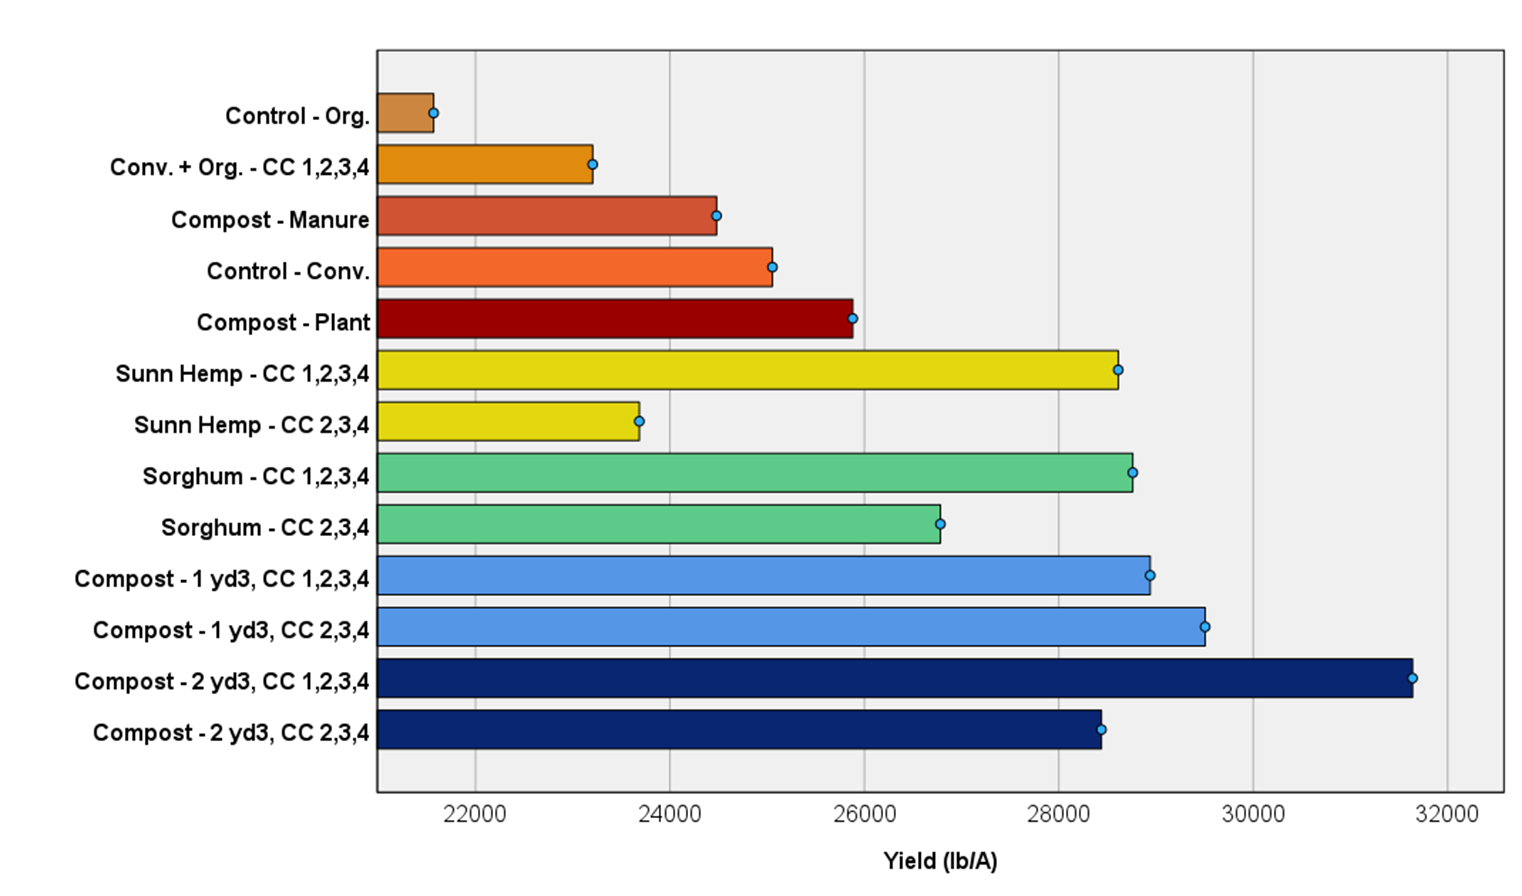 Control - Org.
Conv. + Org. - CC 1,2,3,4
Compost - Manure
Control - Conv.
Compost - Plant
Sunn Hemp - CC 1,2,3,4
Sunn Hemp - CC 2,3,4
Sorghum - CC 1,2,3,4
Sorghum - CC 2,3,4
Compost - 1 yd3, CC 1,2,3,4
Compost - 1 yd3, CC 2,3,4
Compost - 2 yd3, CC 1,2,3,4
Compost - 2 yd3, CC 2,3,4
22000 24000 26000 28000 30000 32000
Yield (lb/A)